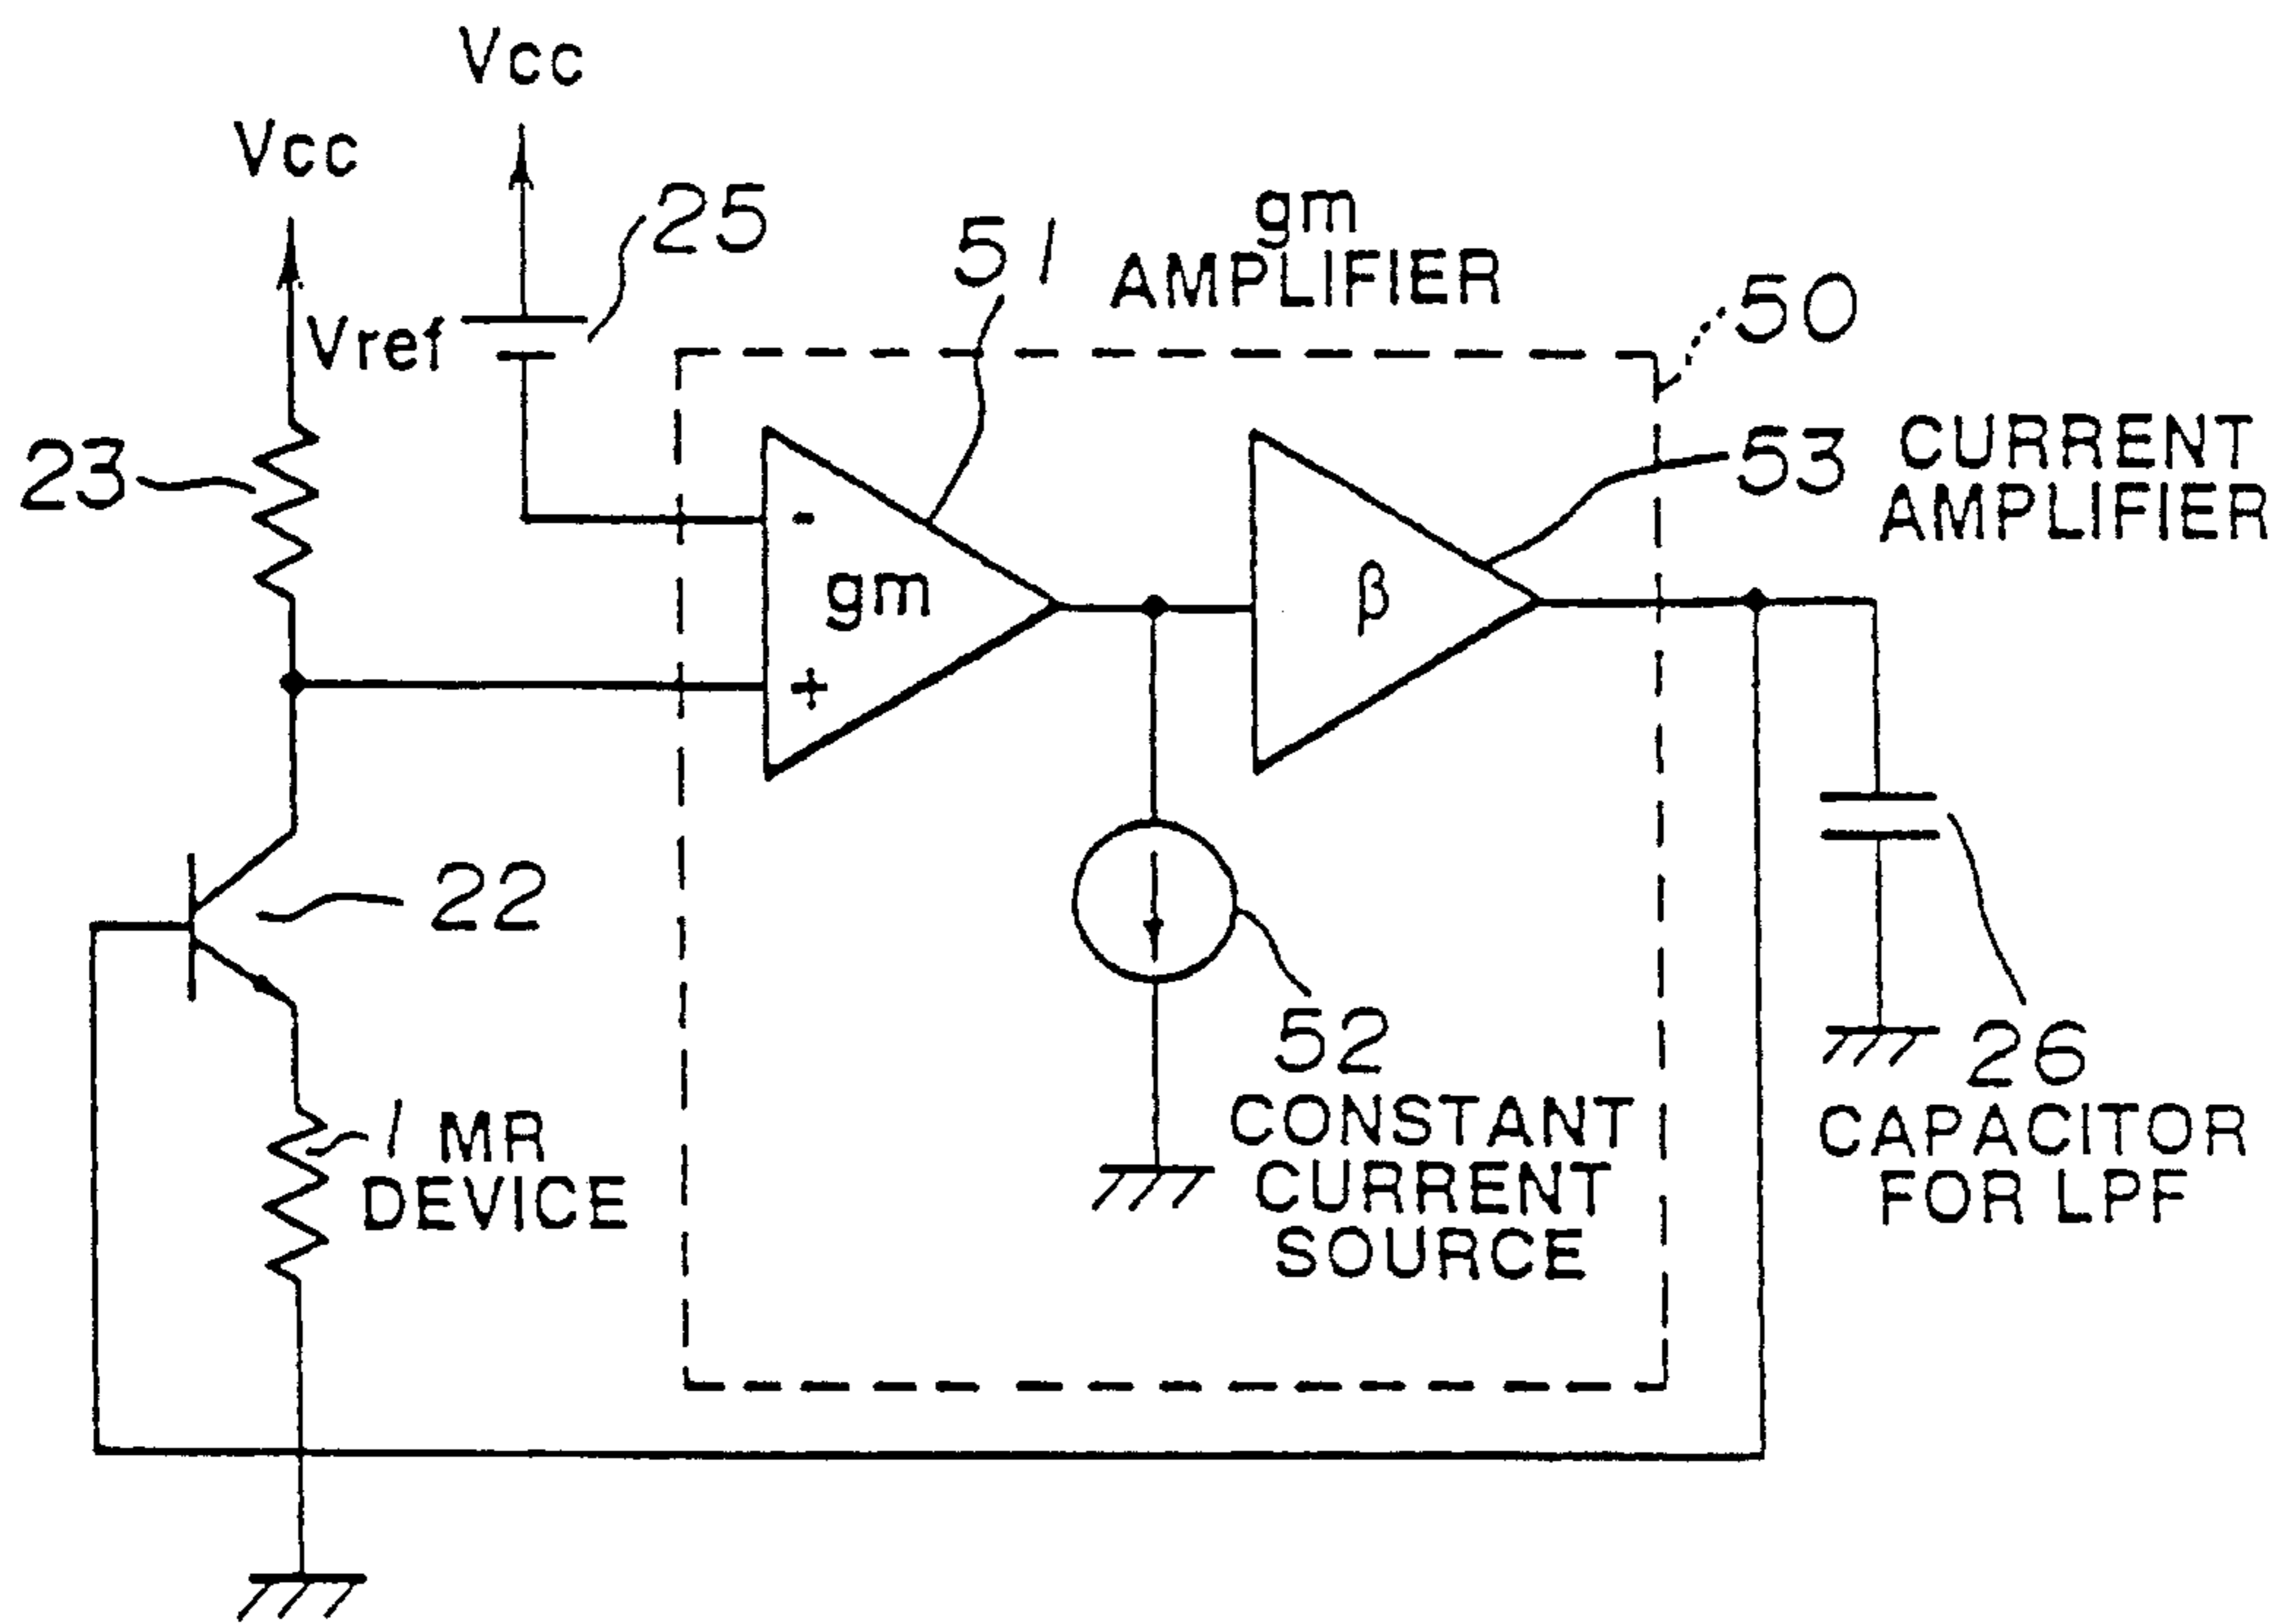 Vcc
Vcc
25
51
gm
AMPLIFIER
50
Vref
23
53
CURRENT
AMPLIFIER
-
gm
β
+
22
52
CONSTANT
CURRENT
SOURCE
26
CAPACITOR
FOR LPF
1 MR
DEVICE